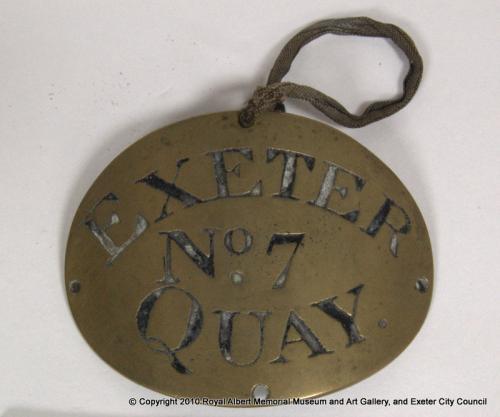 EXETER
No. 7
QUAY.
© Copyright 2010 Royal Albert Memorial Museum and Art Gallery, and Exeter City Council